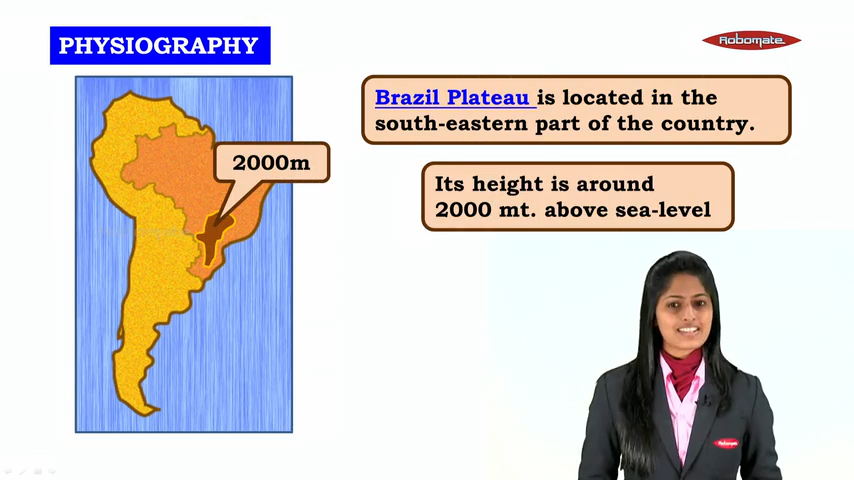 PHYSIOGRAPHY
Robomate
Brazil Plateau is located in the
south-eastern part of the country.
2000m
Its height is around
2000 mt. above sea-level
Robomate